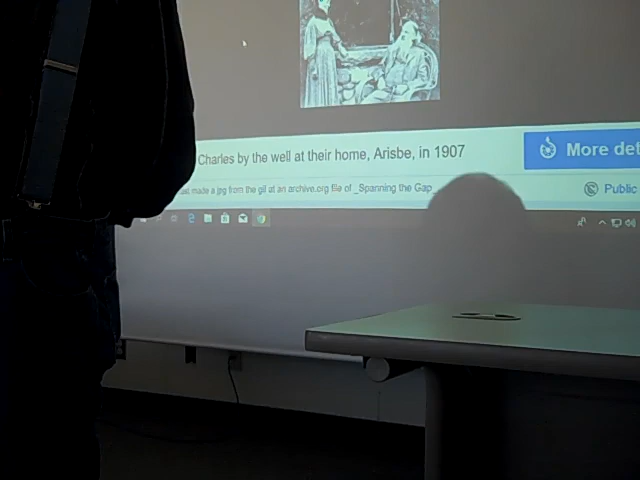 Charles by the well at their home, Arisbe, in 1907
More det
made a jpg from the gif at an archive.org file of _Spanning the Gap_
Public